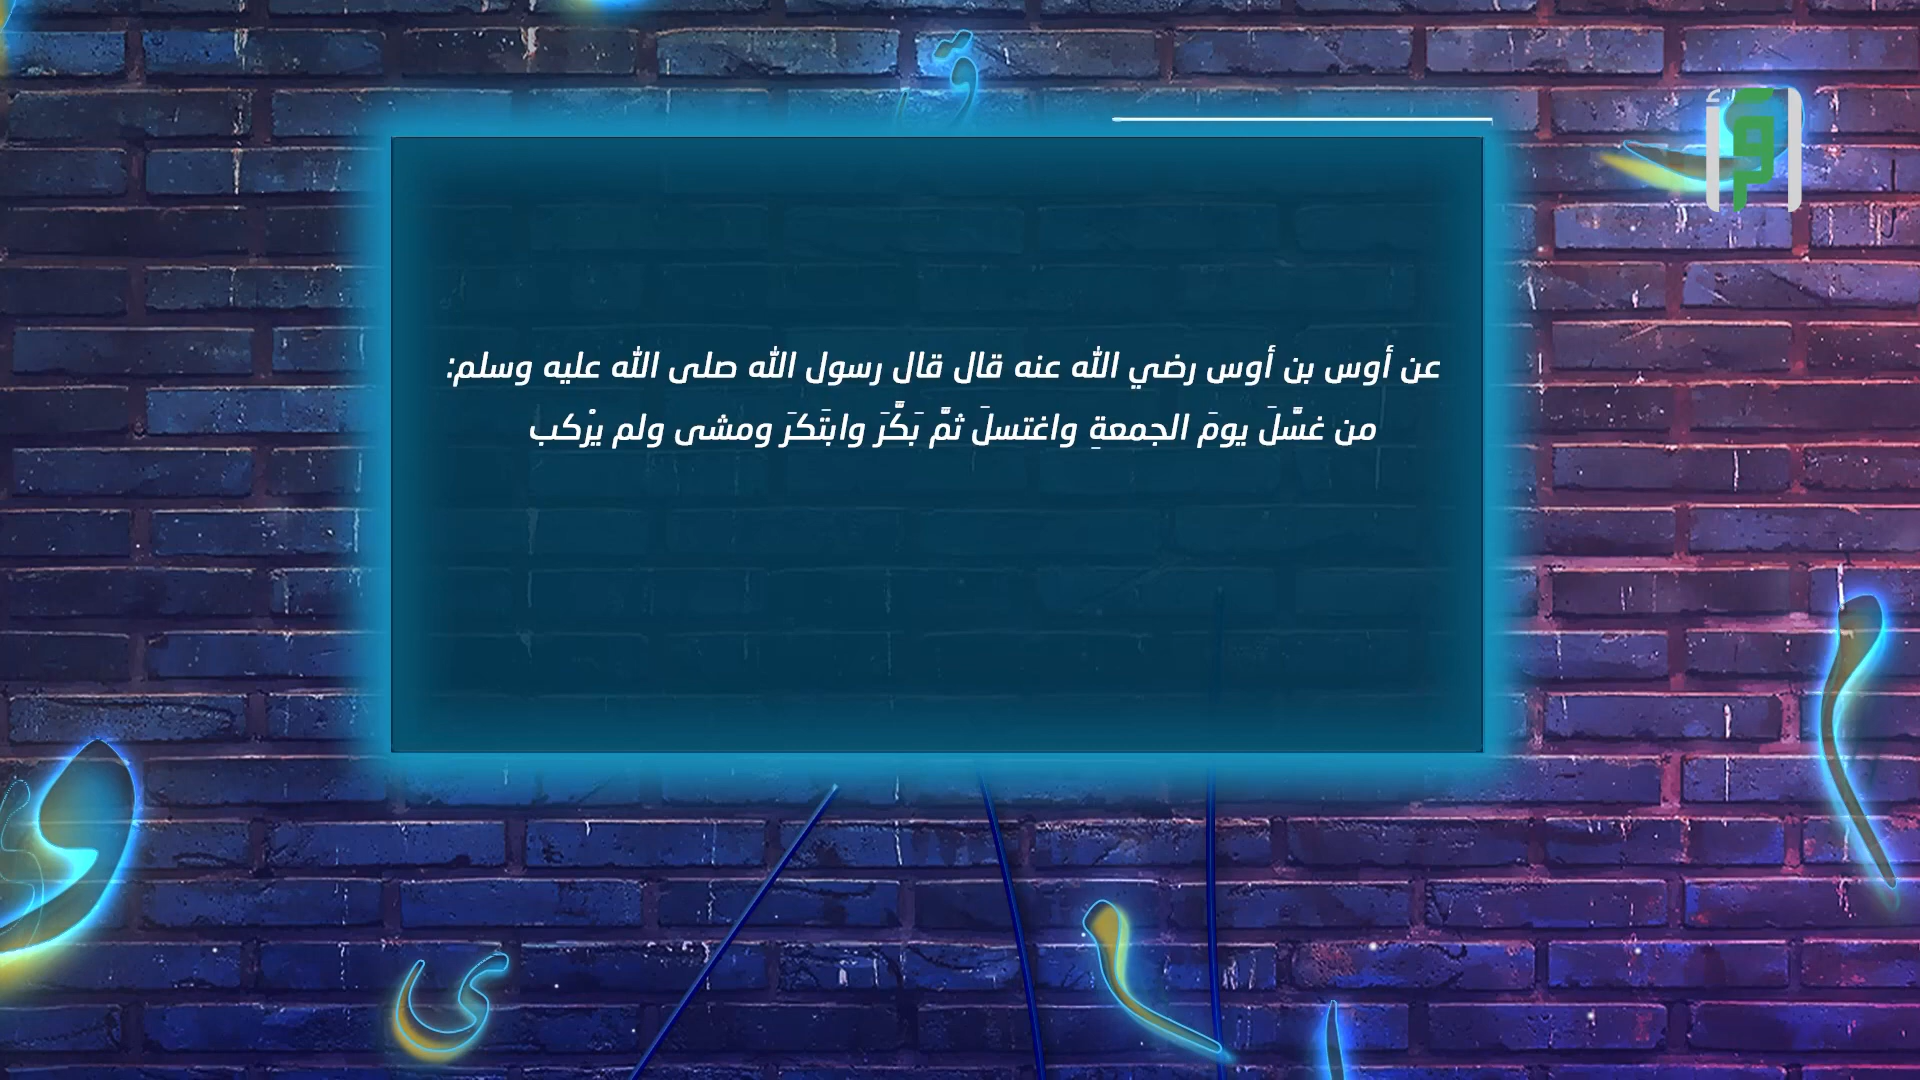 عن أوس بن أوس رضي الله عنه قال قال رسول الله صلى الله عليه وسلم:
من غسَّلَ يومَ الجمعةِ واغتسلَ ثمَّ بَكَّرَ وابتَكرَ ومشى ولم يرْكب